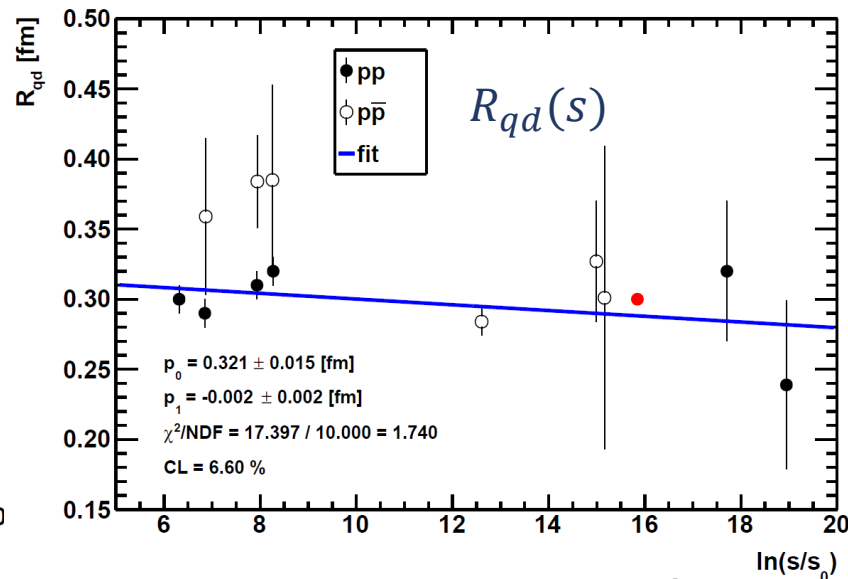 R_qd [fm]
0.50
0.45
0.40
0.35
0.30
0.25
0.20
0.15
pp
pp̅
fit
R_qd(s)
p_0 = 0.321 ± 0.015 [fm]
p_1 = -0.002 ± 0.002 [fm]
χ²/NDF = 17.397 / 10.000 = 1.740
CL = 6.60 %
6 8 10 12 14 16 18 20
ln(s/s_0)